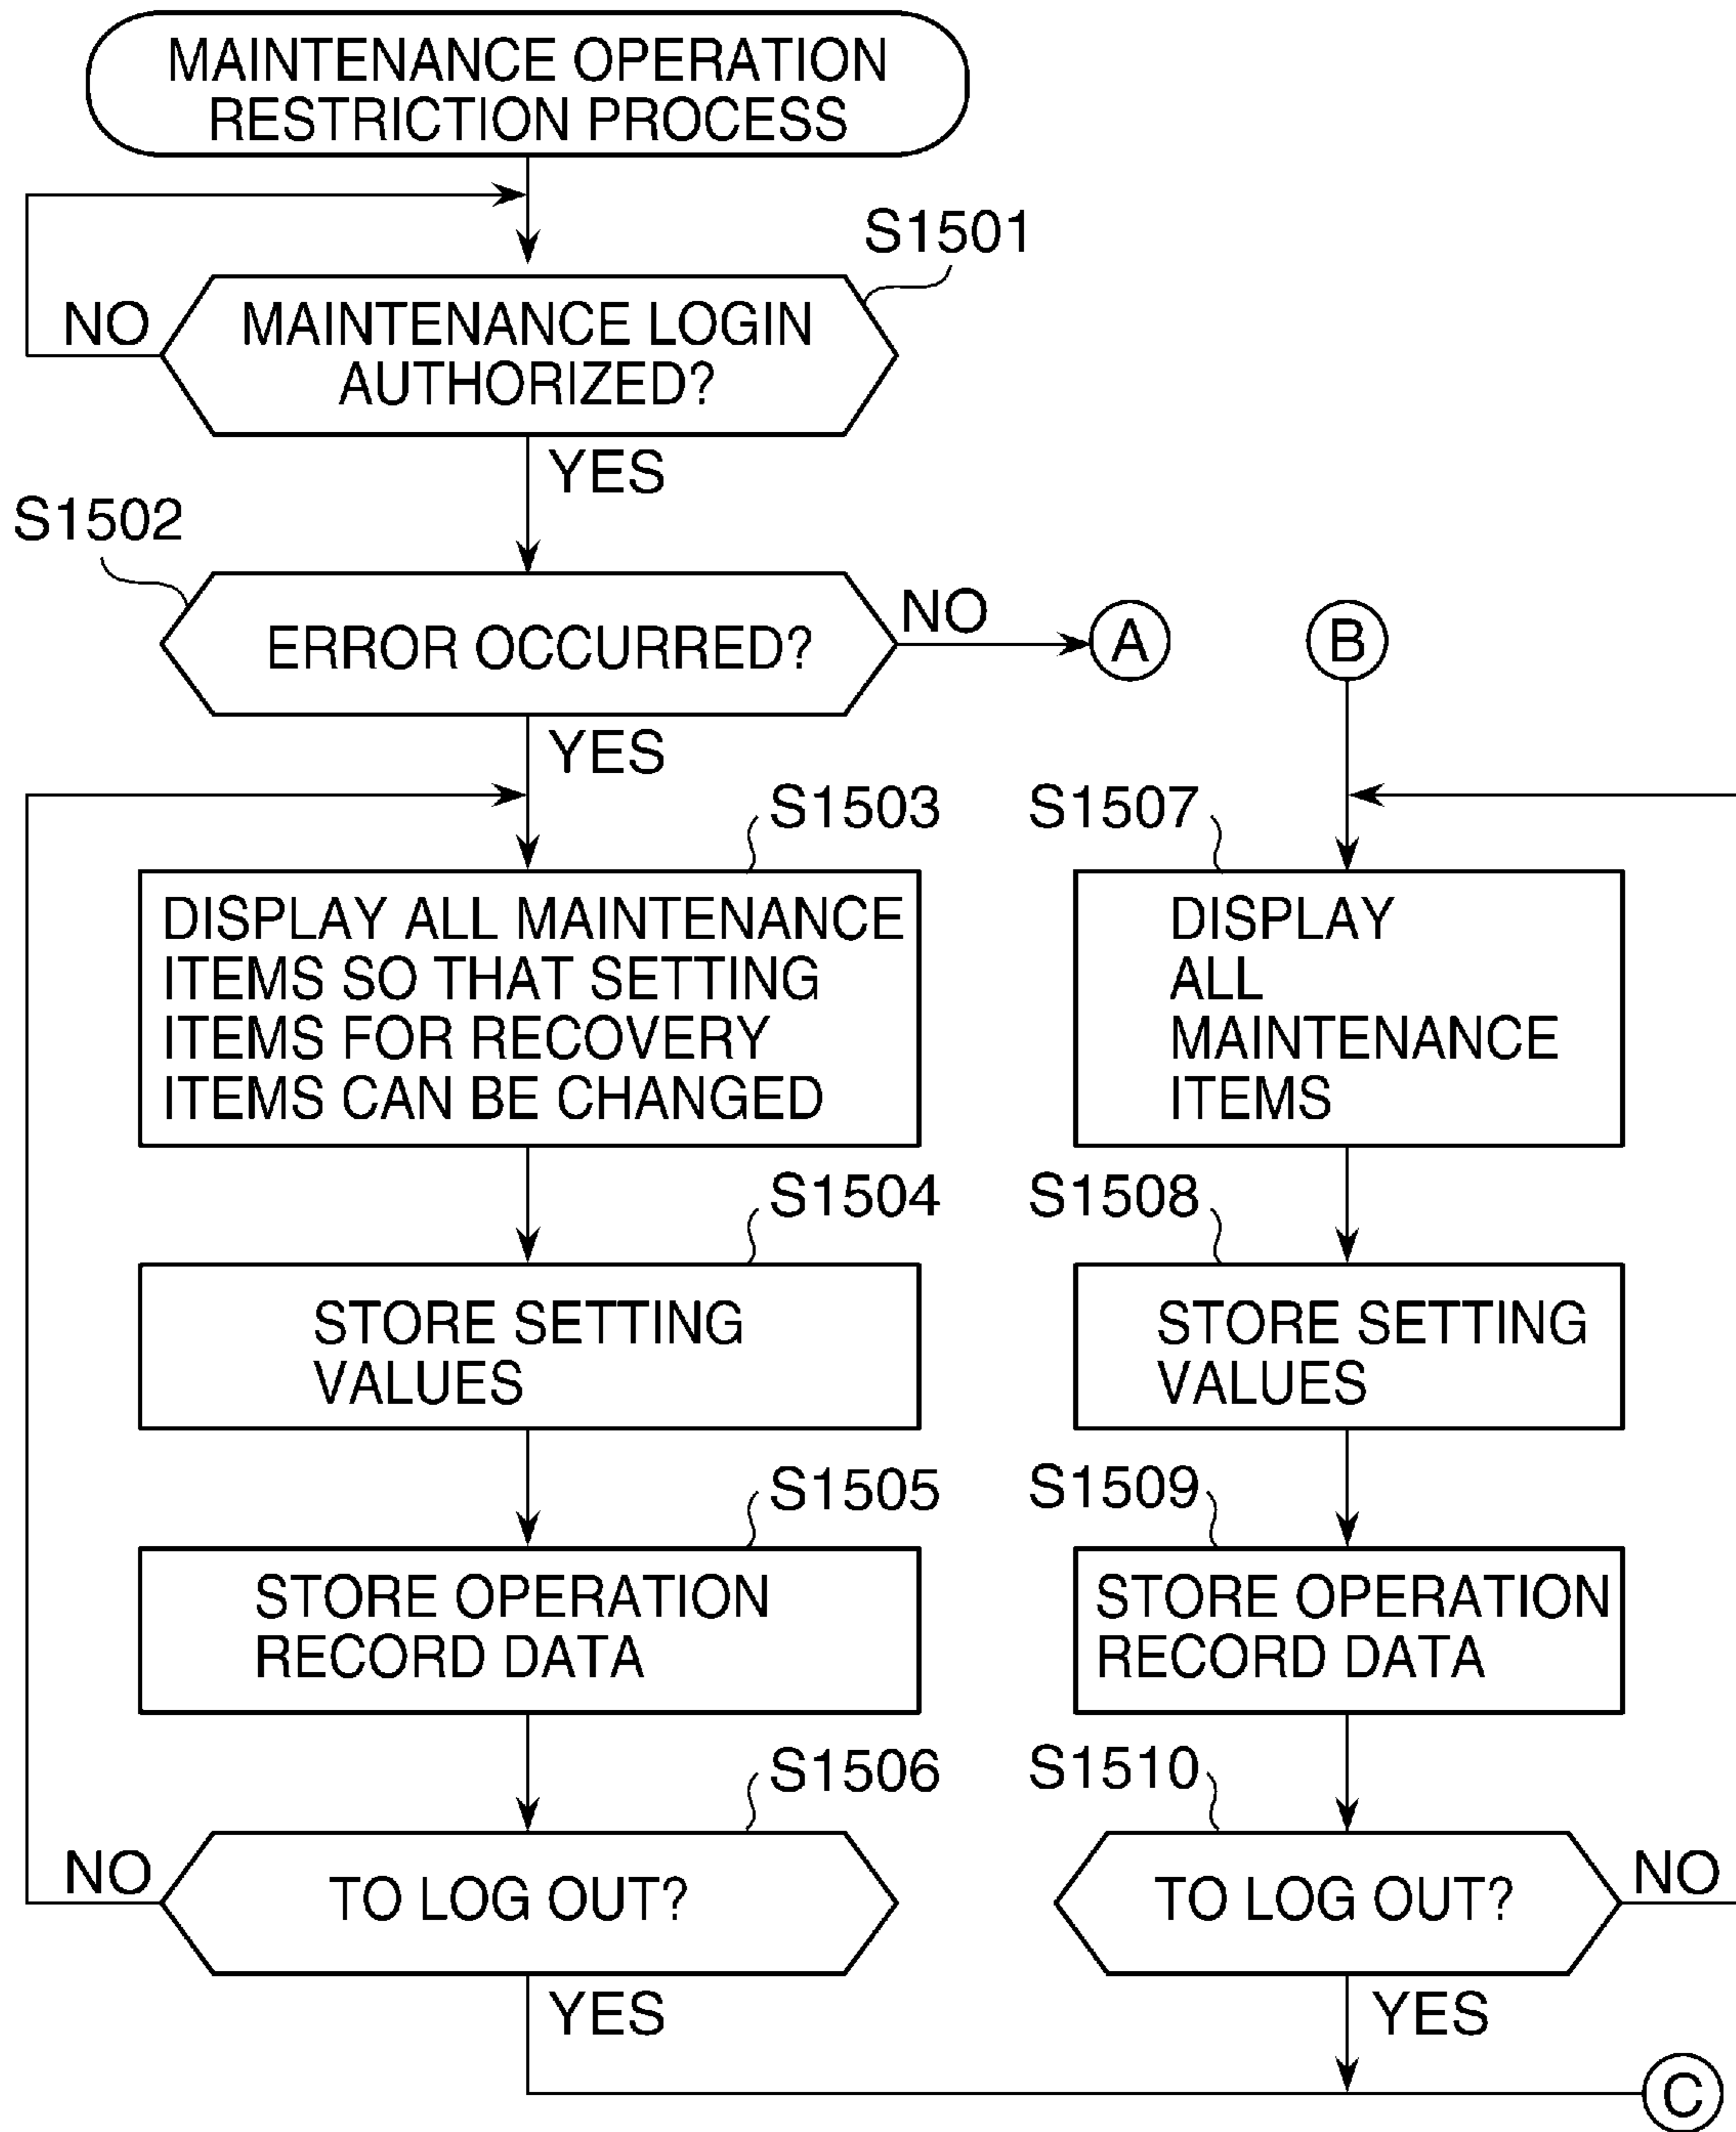 MAINTENANCE OPERATION
RESTRICTION PROCESS
S1501
NO
MAINTENANCE LOGIN
AUTHORIZED?
YES
S1502
ERROR OCCURRED?
NO
A
B
YES
S1503
DISPLAY ALL MAINTENANCE
ITEMS SO THAT SETTING
ITEMS FOR RECOVERY
ITEMS CAN BE CHANGED
S1504
STORE SETTING
VALUES
S1505
STORE OPERATION
RECORD DATA
S1506
NO
TO LOG OUT?
YES
S1507
DISPLAY
ALL
MAINTENANCE
ITEMS
S1508
STORE SETTING
VALUES
S1509
STORE OPERATION
RECORD DATA
S1510
TO LOG OUT?
NO
YES
C